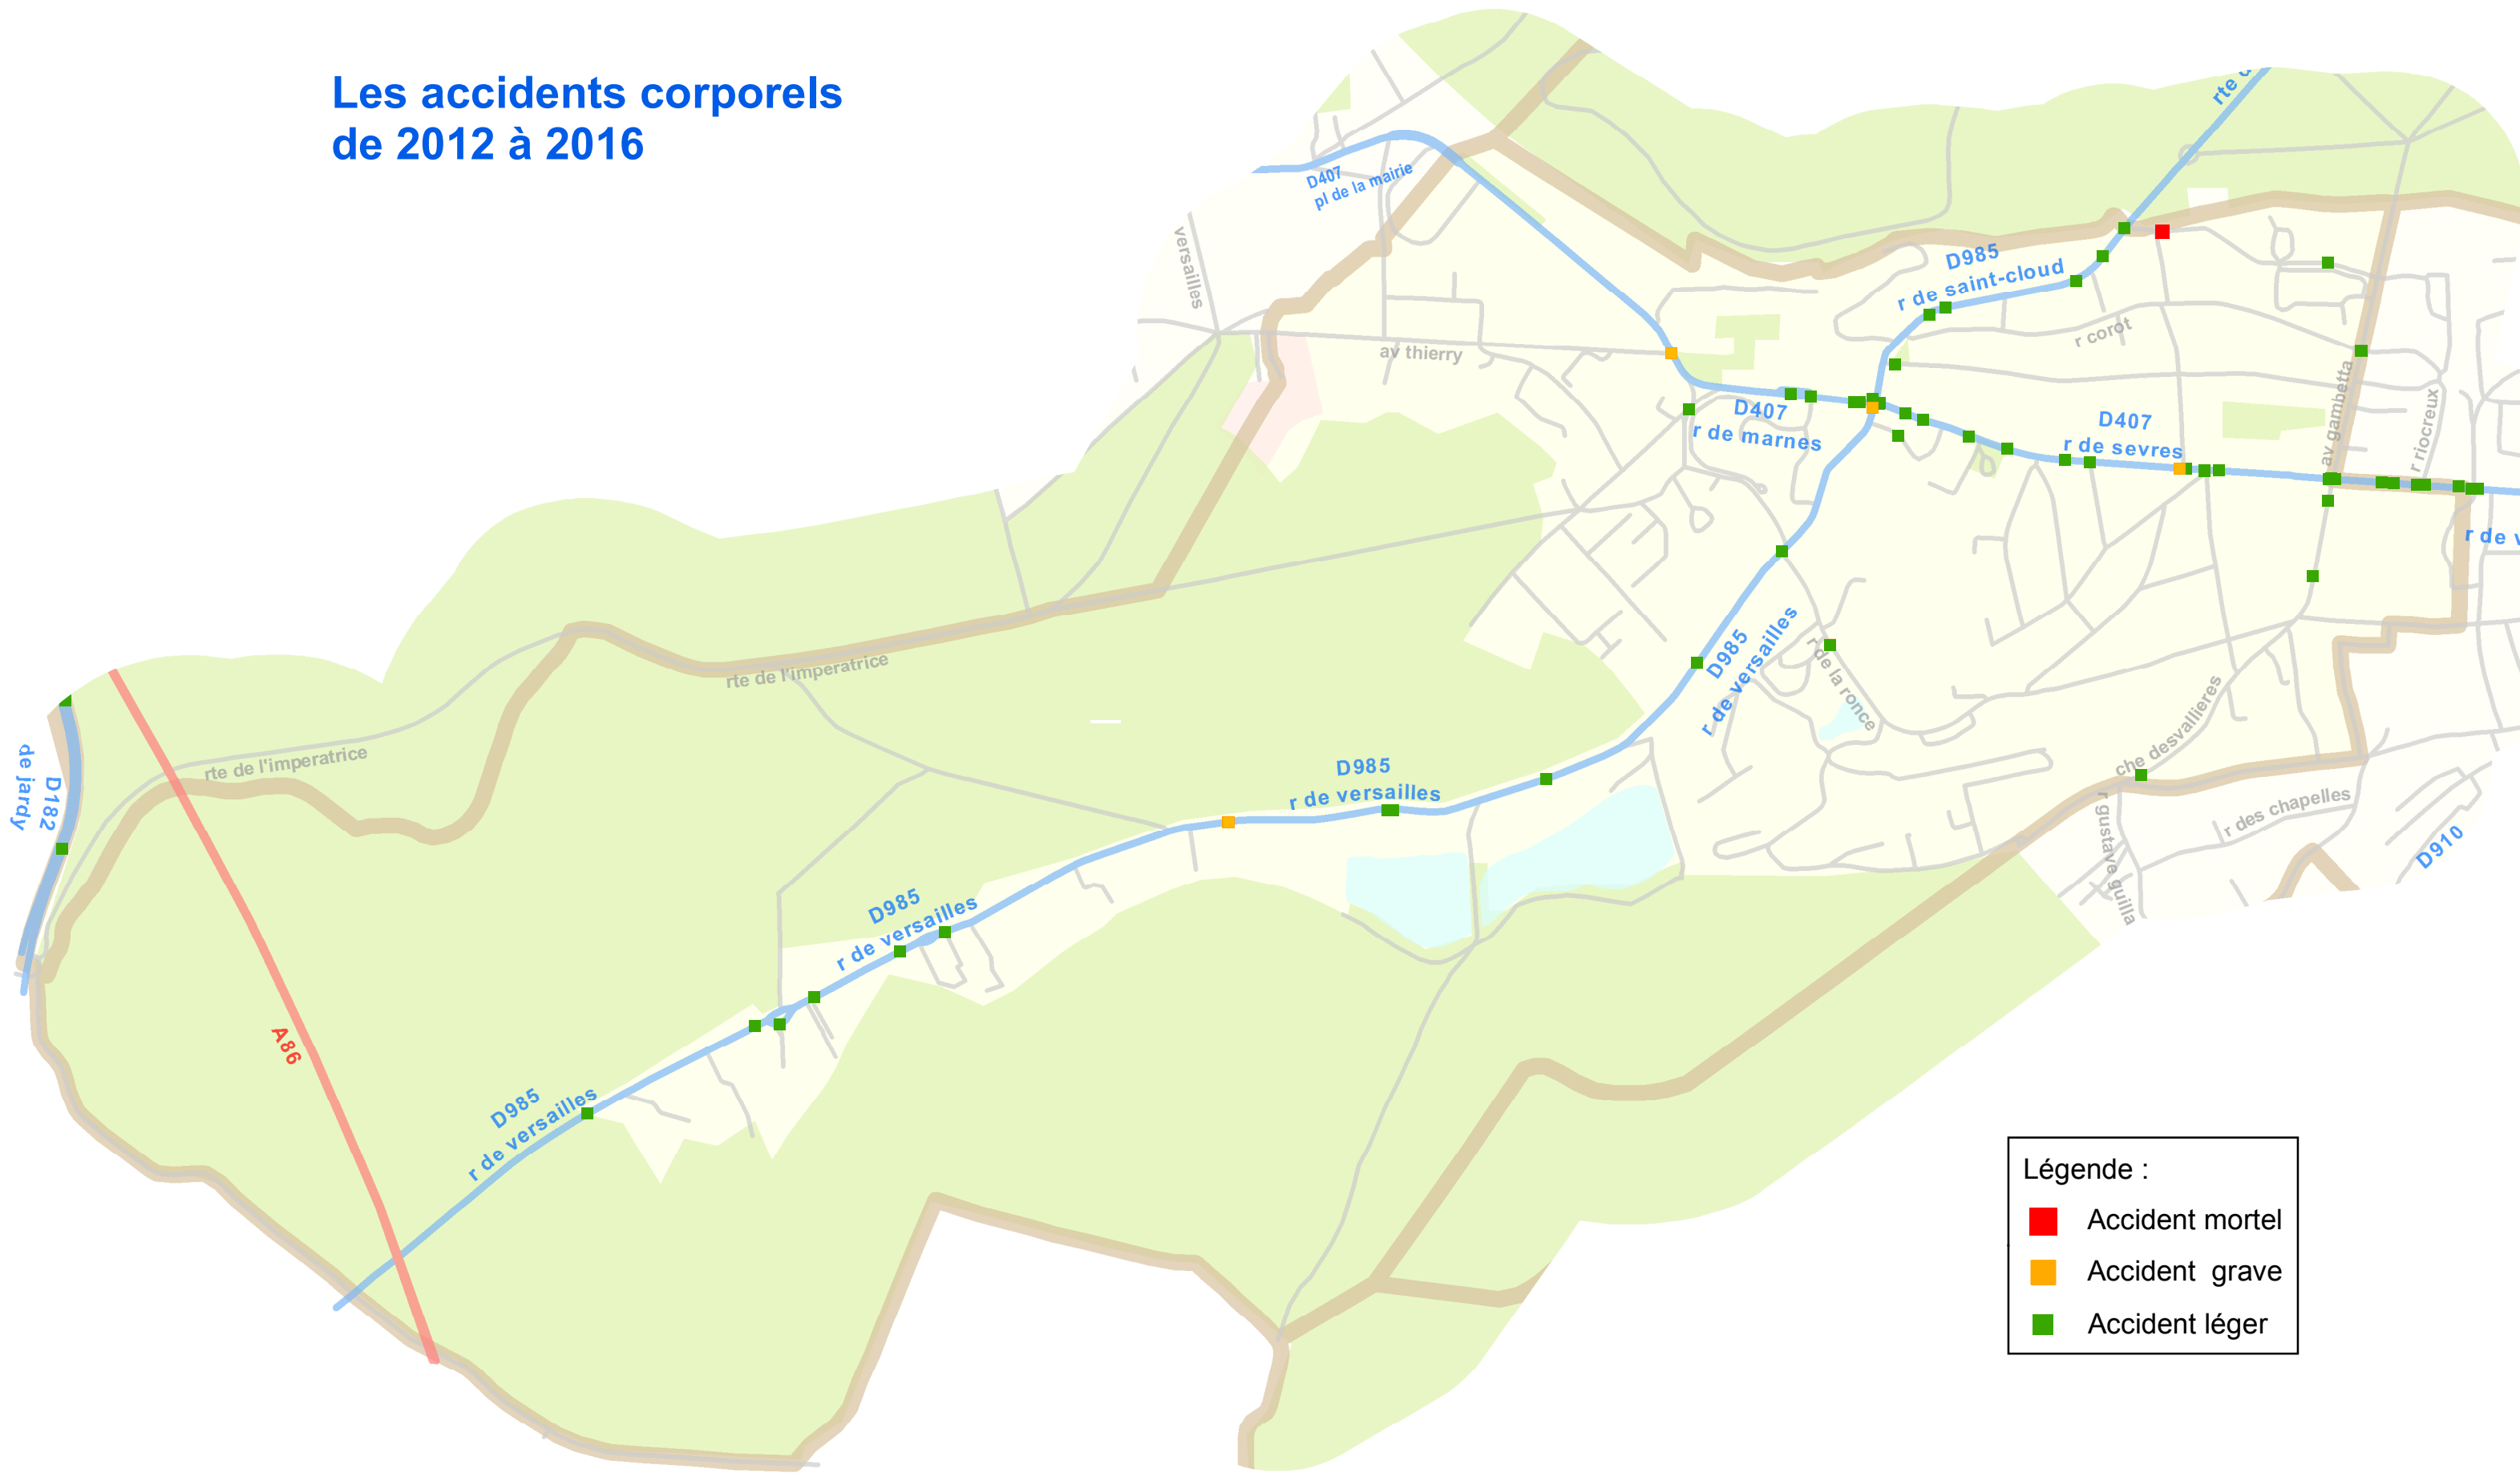 Les accidents corporels
de 2012 à 2016
rte d
D407
pl de la mairie
versailles
D985
r de saint-cloud
r corot
av thierry
av gambetta
r riocreux
D407
r de marnes
D407
r de sevres
r de v
D985
r de versailles
r de la ronce
rte de l'imperatrice
rte de l'imperatrice
che desvallieres
D182
de jardy
D985
r de versailles
r gustave guilla
r des chapelles
D910
D985
r de versailles
A86
D985
r de versailles
Légende :
Accident mortel
Accident grave
Accident léger